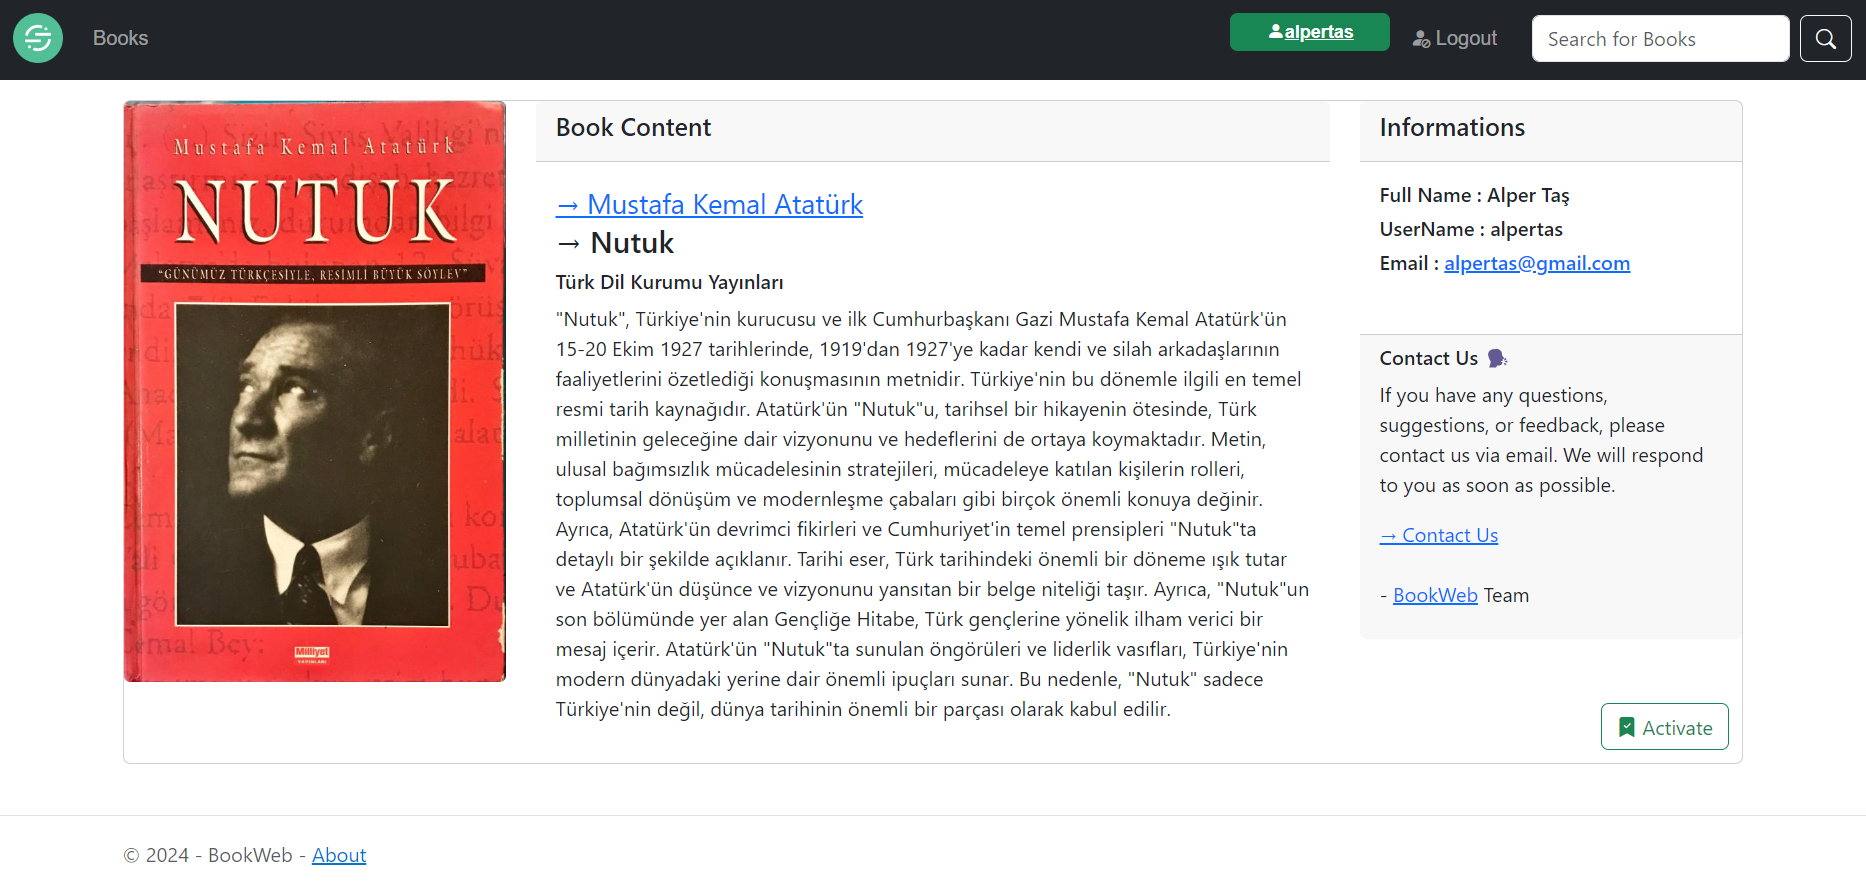 Books
alpertas
Logout
Search for Books
Mustafa Kemal Atatürk
NUTUK
“GÜNÜMÜZ TÜRKÇESİYLE, RESİMLİ BÜYÜK SÖYLEV”
Milliyet
YAYINLARI
Book Content
→ Mustafa Kemal Atatürk
→ Nutuk
Türk Dil Kurumu Yayınları
"Nutuk", Türkiye'nin kurucusu ve ilk Cumhurbaşkanı Gazi Mustafa Kemal Atatürk'ün
15-20 Ekim 1927 tarihlerinde, 1919'dan 1927'ye kadar kendi ve silah arkadaşlarının
faaliyetlerini özetlediği konuşmasının metnidir. Türkiye'nin bu dönemle ilgili en temel
resmi tarih kaynağıdır. Atatürk'ün "Nutuk"u, tarihsel bir hikayenin ötesinde, Türk
milletinin geleceğine dair vizyonunu ve hedeflerini de ortaya koymaktadır. Metin,
ulusal bağımsızlık mücadelesinin stratejileri, mücadeleye katılan kişilerin rolleri,
toplumsal dönüşüm ve modernleşme çabaları gibi birçok önemli konuya değinir.
Ayrıca, Atatürk'ün devrimci fikirleri ve Cumhuriyet'in temel prensipleri "Nutuk"ta
detaylı bir şekilde açıklanır. Tarihi eser, Türk tarihindeki önemli bir döneme ışık tutar
ve Atatürk'ün düşünce ve vizyonunu yansıtan bir belge niteliği taşır. Ayrıca, "Nutuk"un
son bölümünde yer alan Gençliğe Hitabe, Türk gençlerine yönelik ilham verici bir
mesaj içerir. Atatürk'ün "Nutuk"ta sunulan öngörüleri ve liderlik vasıfları, Türkiye'nin
modern dünyadaki yerine dair önemli ipuçları sunar. Bu nedenle, "Nutuk" sadece
Türkiye'nin değil, dünya tarihinin önemli bir parçası olarak kabul edilir.
Informations
Full Name : Alper Taş
UserName : alpertas
Email : alpertas@gmail.com
Contact Us
If you have any questions,
suggestions, or feedback, please
contact us via email. We will respond
to you as soon as possible.
→ Contact Us
- BookWeb Team
Activate
© 2024 - BookWeb - About